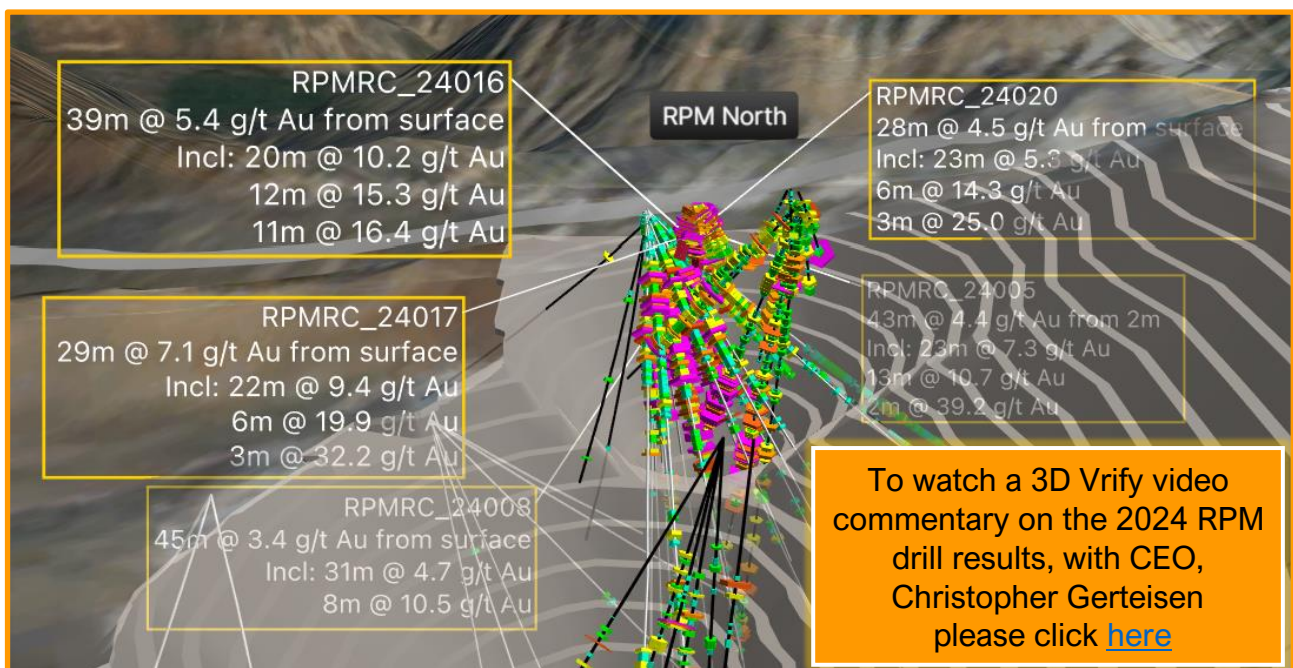 RPMRC_24016
39m @ 5.4 g/t Au from surface
Incl: 20m @ 10.2 g/t Au
12m @ 15.3 g/t Au
11m @ 16.4 g/t Au
RPM North
RPMRC_24020
28m @ 4.5 g/t Au from surface
Incl: 23m @ 5.3 g/t Au
6m @ 14.3 g/t Au
3m @ 25.0 g/t Au
RPMRC_24017
29m @ 7.1 g/t Au from surface
Incl: 22m @ 9.4 g/t Au
6m @ 19.9 g/t Au
3m @ 32.2 g/t Au
RPMRC_24005
43m @ 4.4 g/t Au from 2m
Incl: 23m @ 7.3 g/t Au
13m @ 10.7 g/t Au
2m @ 39.2 g/t Au
RPMRC_24008
45m @ 3.4 g/t Au from surface
Incl: 31m @ 4.7 g/t Au
8m @ 10.5 g/t Au
To watch a 3D Vrify video
commentary on the 2024 RPM
drill results, with CEO,
Christopher Gerteisen
please click here